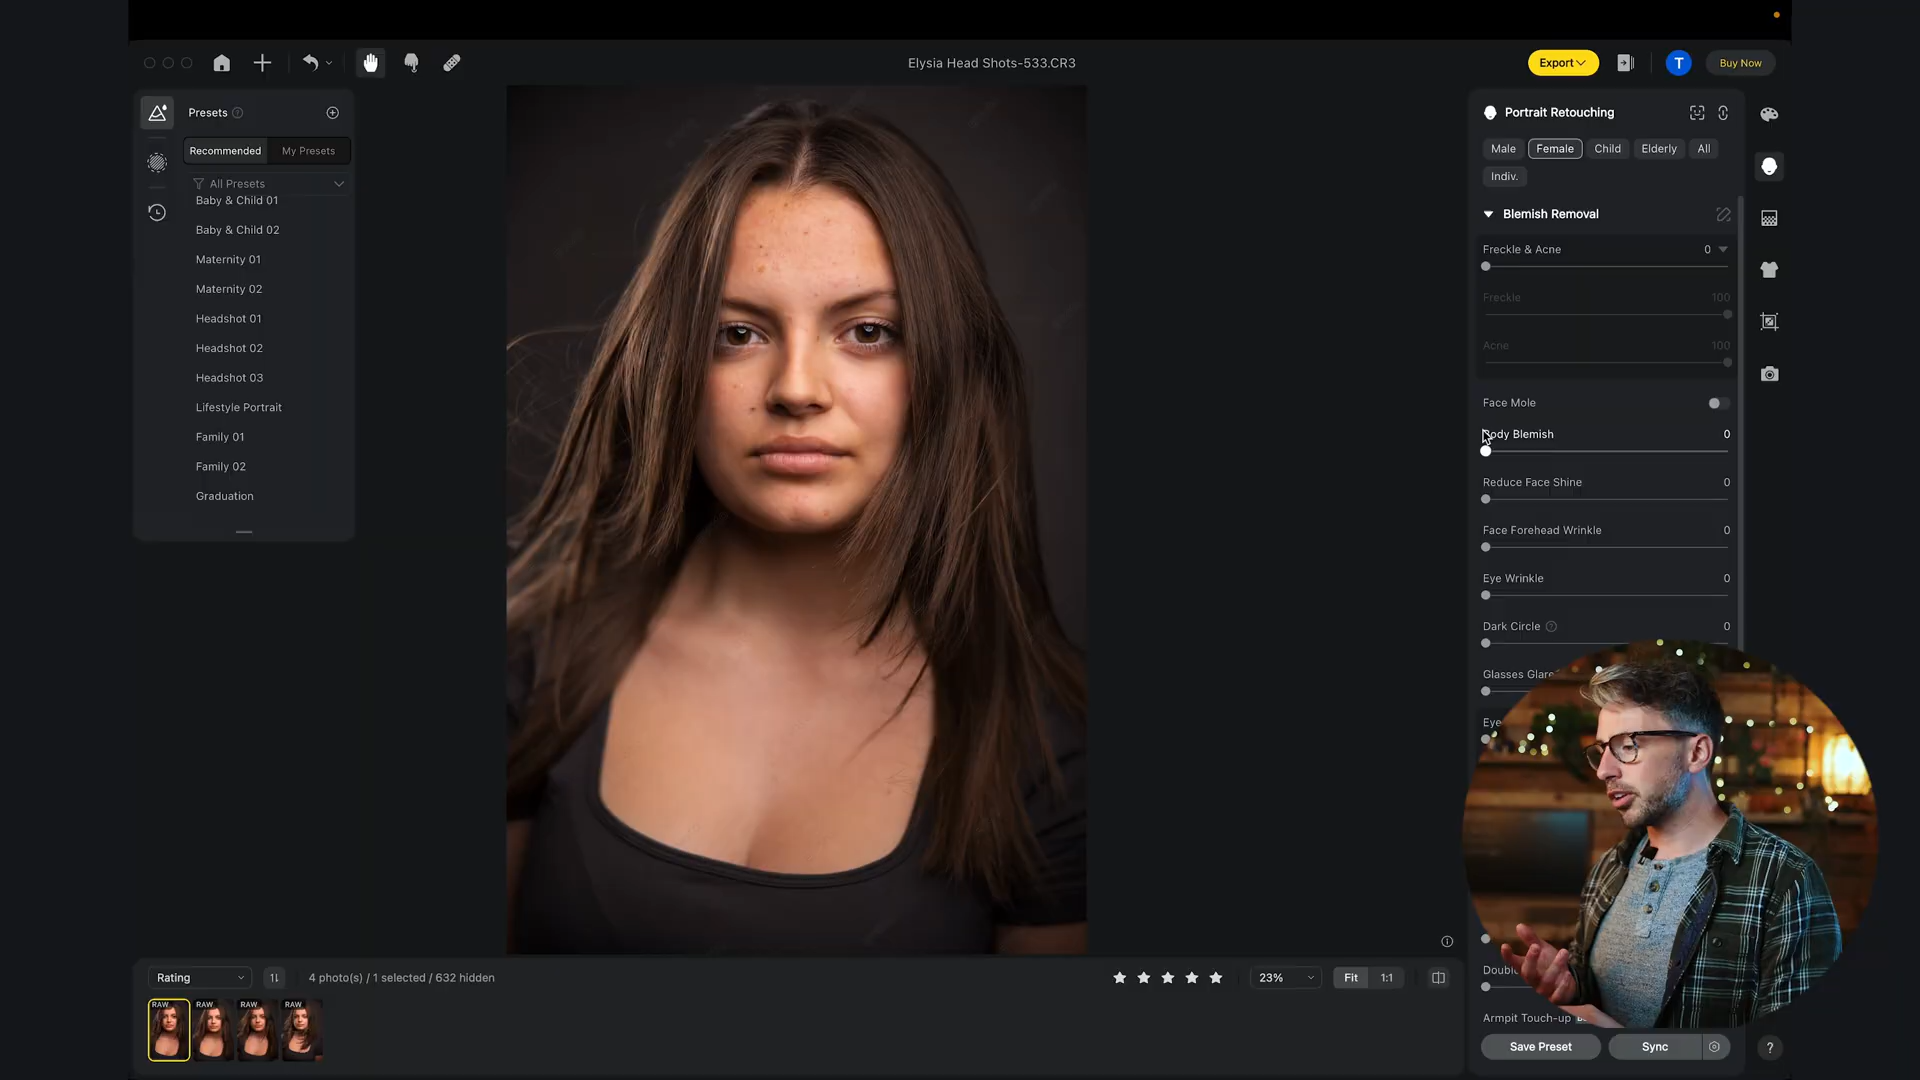 Elysia Head Shots-533.CR3
Export
T
Buy Now
Presets
Recommended
My Presets
All Presets
Baby & Child 01
Baby & Child 02
Maternity 01
Maternity 02
Headshot 01
Headshot 02
Headshot 03
Lifestyle Portrait
Family 01
Family 02
Graduation
Portrait Retouching
Male
Female
Child
Elderly
All
Indiv.
Blemish Removal
Freckle & Acne 0
Freckle 100
Acne 100
Face Mole
Body Blemish 0
Reduce Face Shine 0
Face Forehead Wrinkle 0
Eye Wrinkle 0
Dark Circle ? 0
Glasses Glare
Eye
Double
Armpit Touch-up
Save Preset
Sync
?
Rating
4 photo(s) / 1 selected / 632 hidden
23%
Fit
1:1
RAW
RAW
RAW
RAW